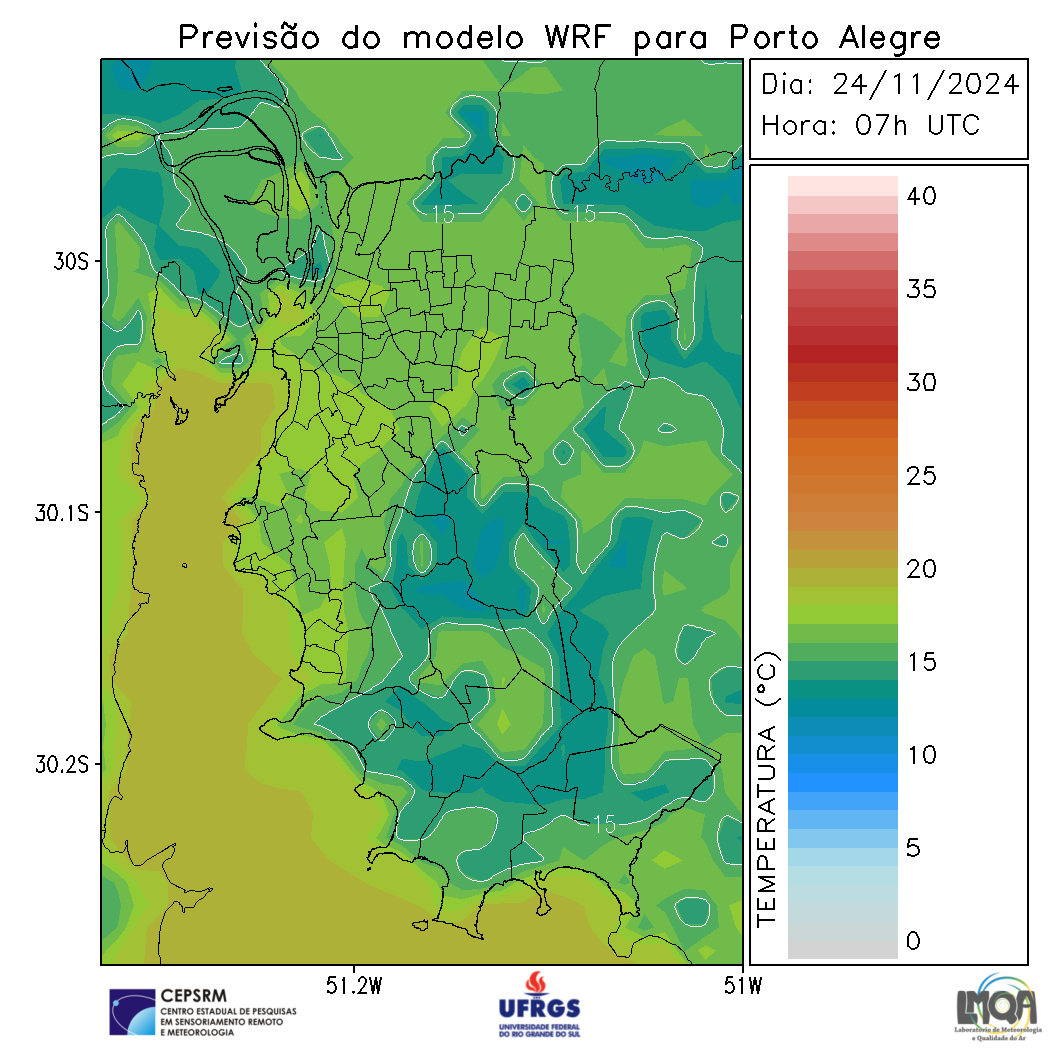 Previsão do modelo WRF para Porto Alegre
Dia: 24/11/2024
Hora: 07h UTC
30S
30.1S
30.2S
51.2W
51W
15
15
15
TEMPERATURA (°C)
40
35
30
25
20
15
10
5
0
CEPSRM
CENTRO ESTADUAL DE PESQUISAS
EM SENSORIAMENTO REMOTO
E METEOROLOGIA
UFRGS
UNIVERSIDADE FEDERAL
DO RIO GRANDE DO SUL
LMQA
Laboratório de Meteorologia
e Qualidade do Ar